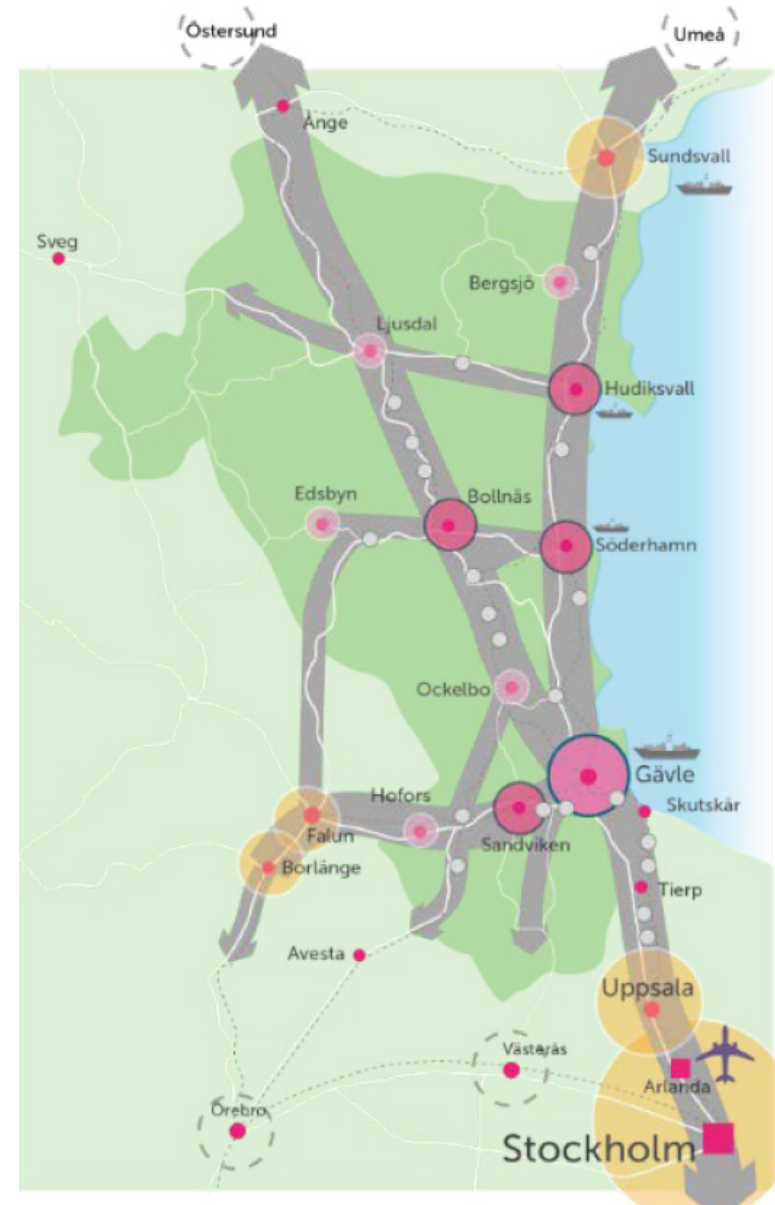 Östersund
Umeå
Ånge
Sundsvall
Sveg
Bergsjö
Ljusdal
Hudiksvall
Edsbyn
Bollnäs
Söderhamn
Ockelbo
Gävle
Hofors
Skutskär
Falun
Sandviken
Borlänge
Tierp
Avesta
Uppsala
Västerås
Arlanda
Örebro
Stockholm